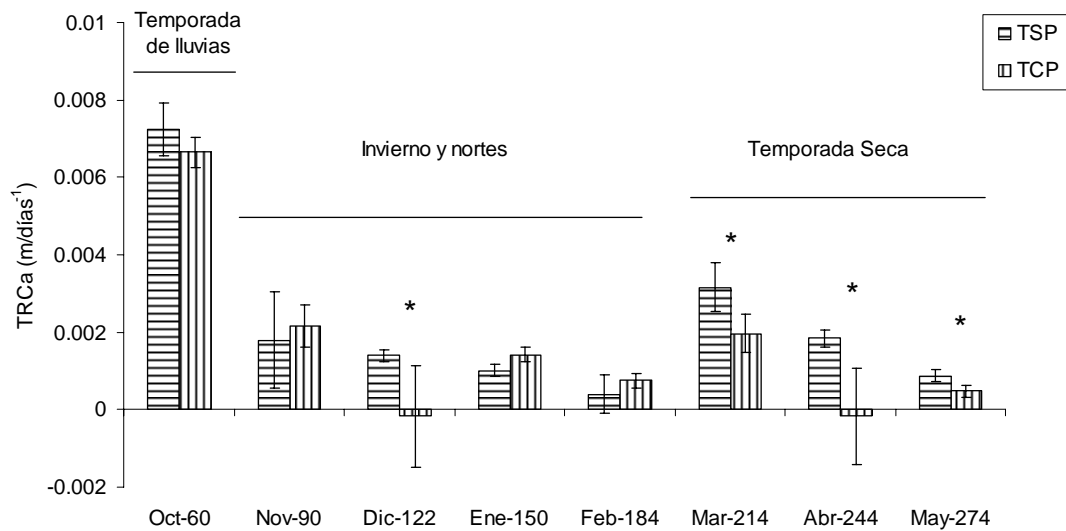 0.01
0.008
0.006
0.004
0.002
0
-0.002
TRCa (m/días-1)
Temporada
de lluvias
Invierno y nortes
Temporada Seca
TSP
TCP
*
*
*
*
Oct-60 Nov-90 Dic-122 Ene-150 Feb-184 Mar-214 Abr-244 May-274